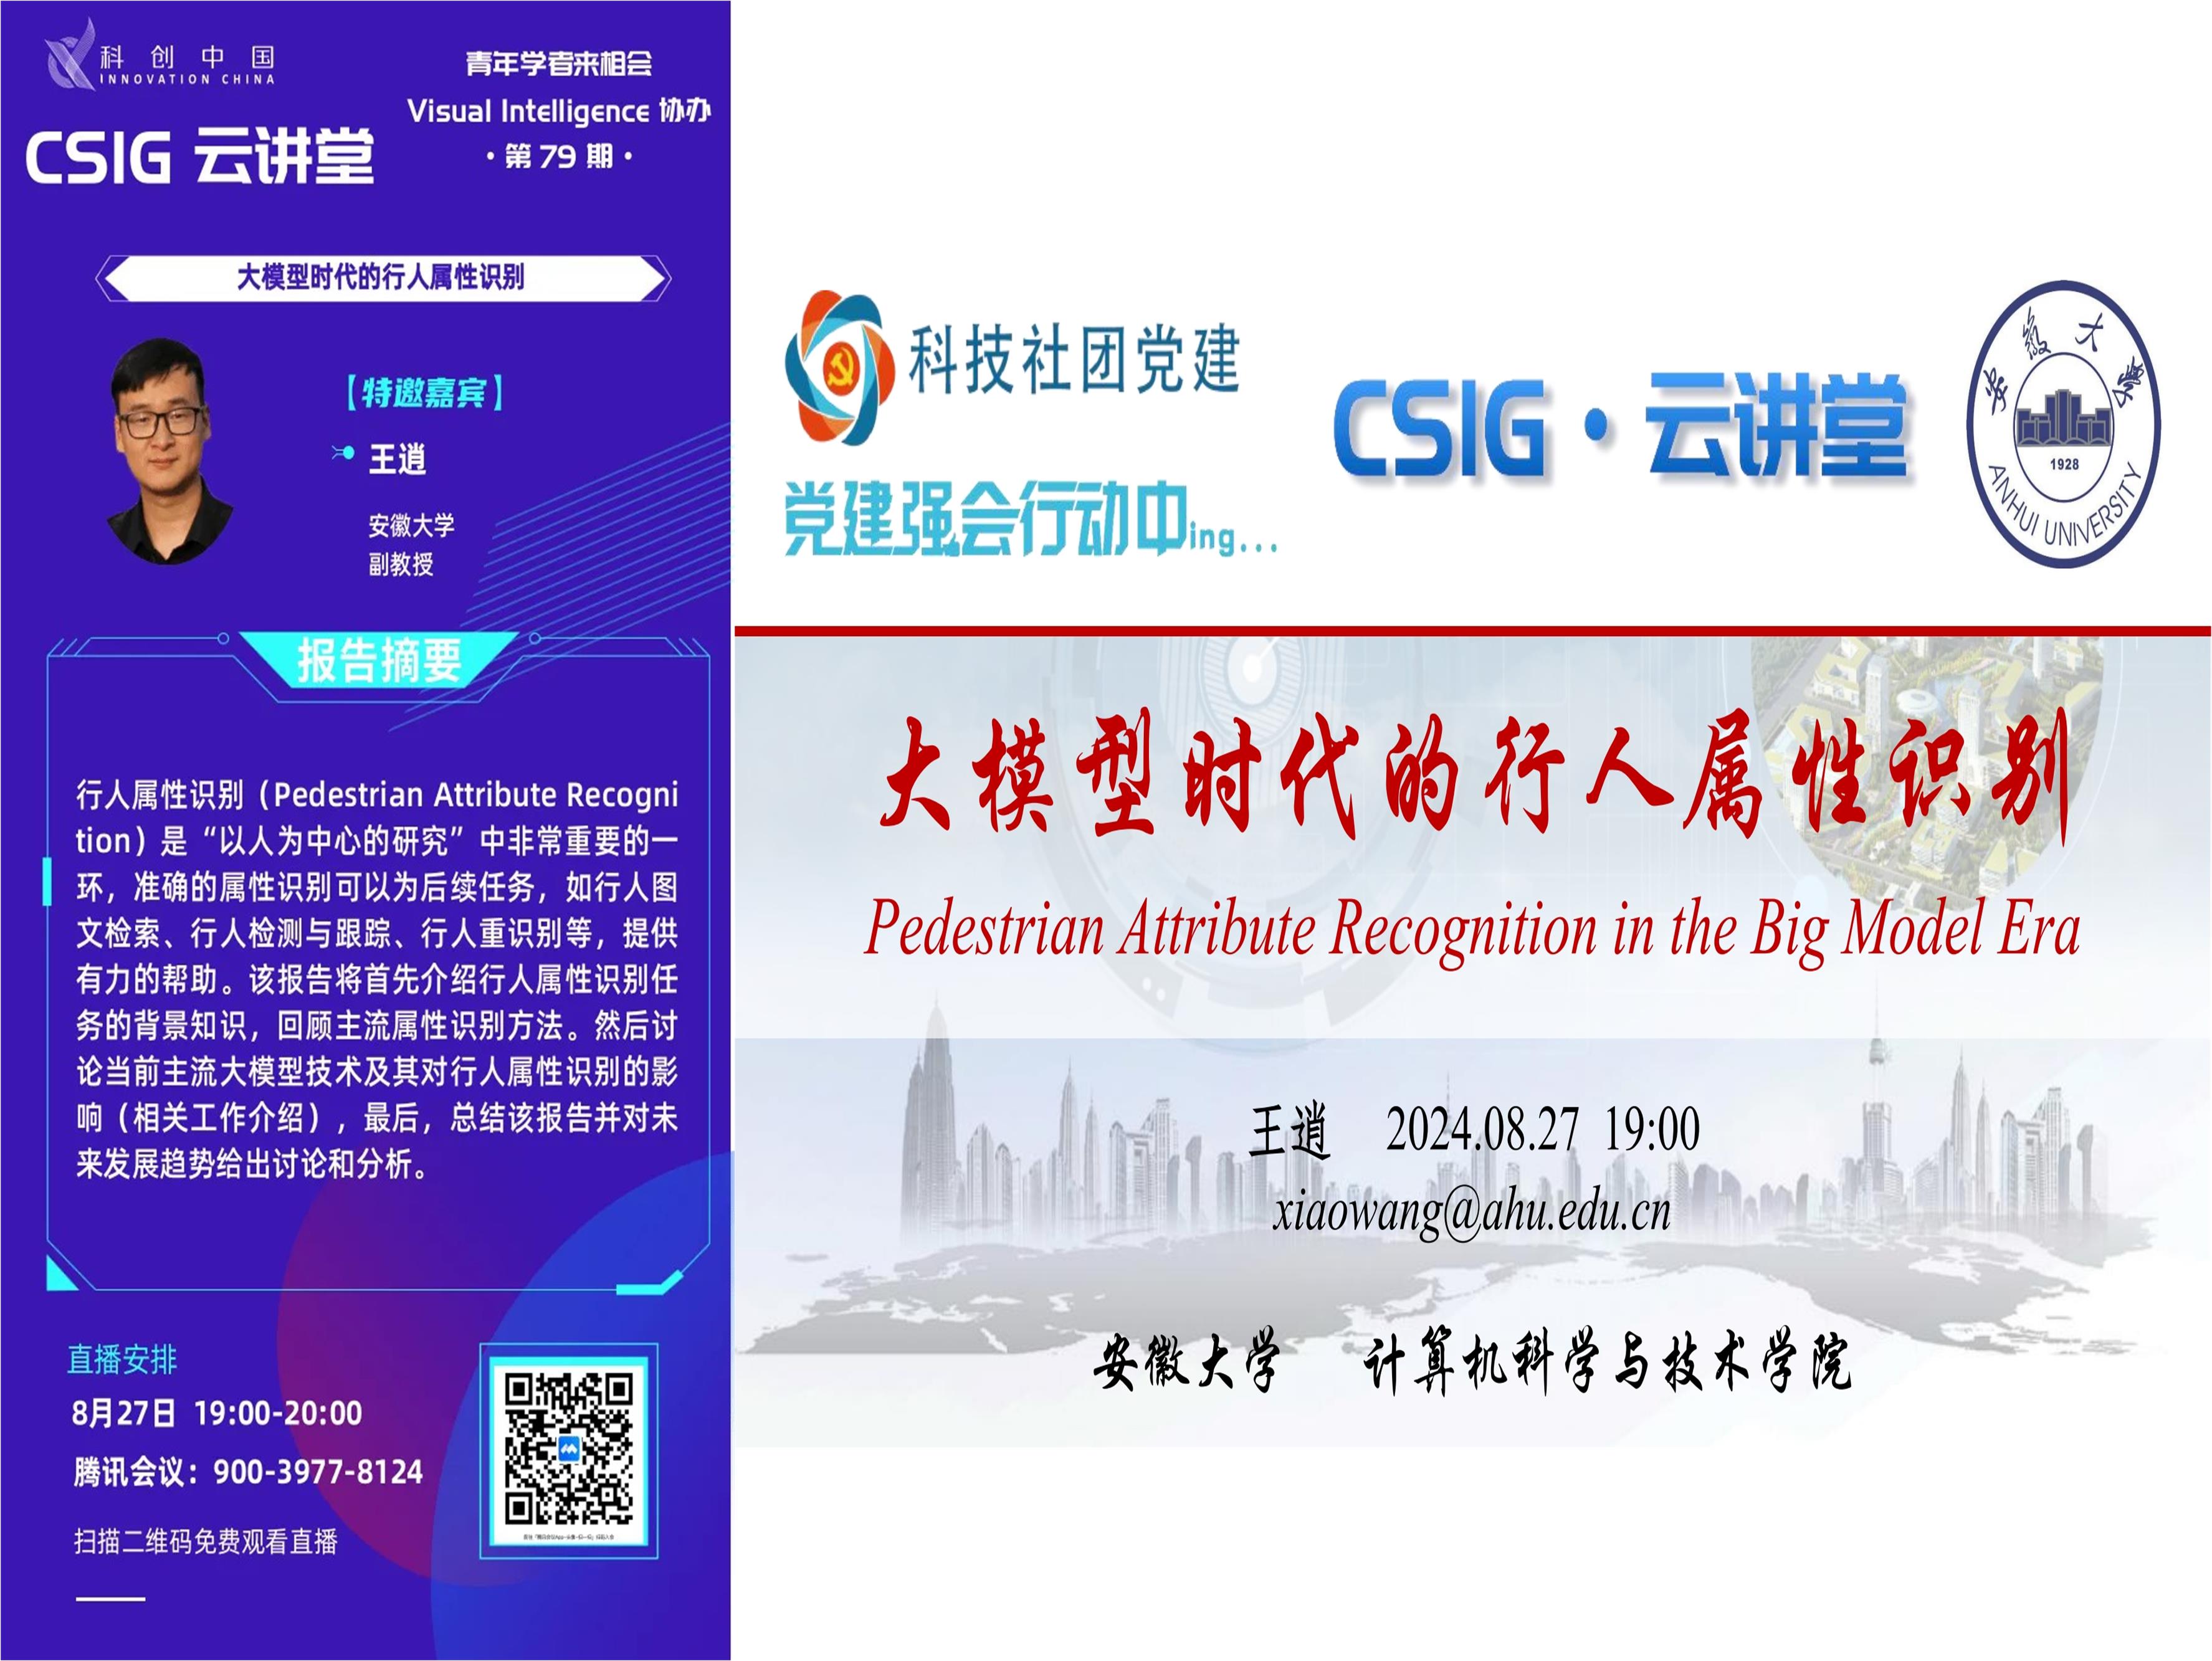 科创中国
INNOVATION CHINA
CSIG 云讲堂
青年学者来相会
Visual Intelligence 协办
·第 79 期·
大模型时代的行人属性识别
【特邀嘉宾】
王逍
安徽大学
副教授
报告摘要
行人属性识别（Pedestrian Attribute Recogni
tion）是“以人为中心的研究”中非常重要的一
环，准确的属性识别可以为后续任务，如行人图
文检索、行人检测与跟踪、行人重识别等，提供
有力的帮助。该报告将首先介绍行人属性识别任
务的背景知识，回顾主流属性识别方法。然后讨
论当前主流大模型技术及其对行人属性识别的影
响（相关工作介绍），最后，总结该报告并对未
来发展趋势给出讨论和分析。
直播安排
8月27日 19:00-20:00
腾讯会议：900-3977-8124
扫描二维码免费观看直播
科技社团党建
党建强会行动中ing...
CSIG·云讲堂
安徽大学
1928
ANHUI UNIVERSITY
大模型时代的行人属性识别
Pedestrian Attribute Recognition in the Big Model Era
王逍 2024.08.27 19:00
xiaowang@ahu.edu.cn
安徽大学 计算机科学与技术学院